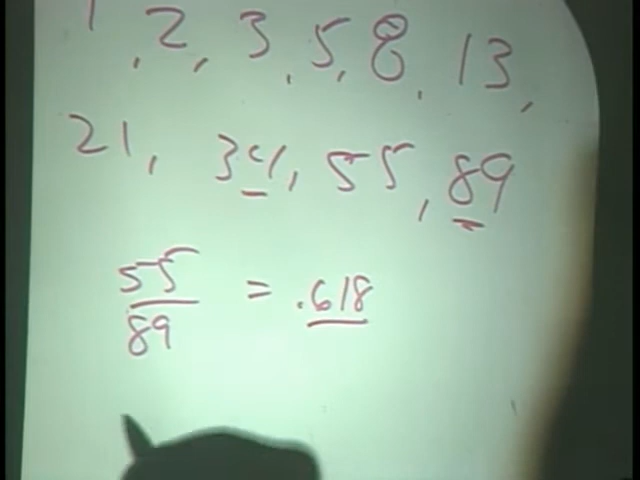 1, 2, 3, 5, 8, 13,
21, 34, 55, 89
55
89
= .618